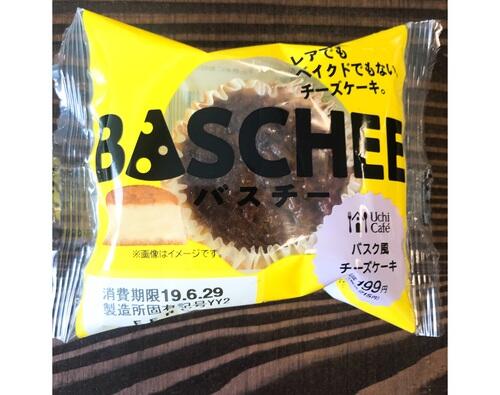 レアでも
ベイクドでもない
チーズケーキ。
BASCHEE
バスチー
Uchi
Café
バスク風
チーズケーキ
199円
※画像はイメージです。
消費期限19.6.29
製造所固有記号YY2